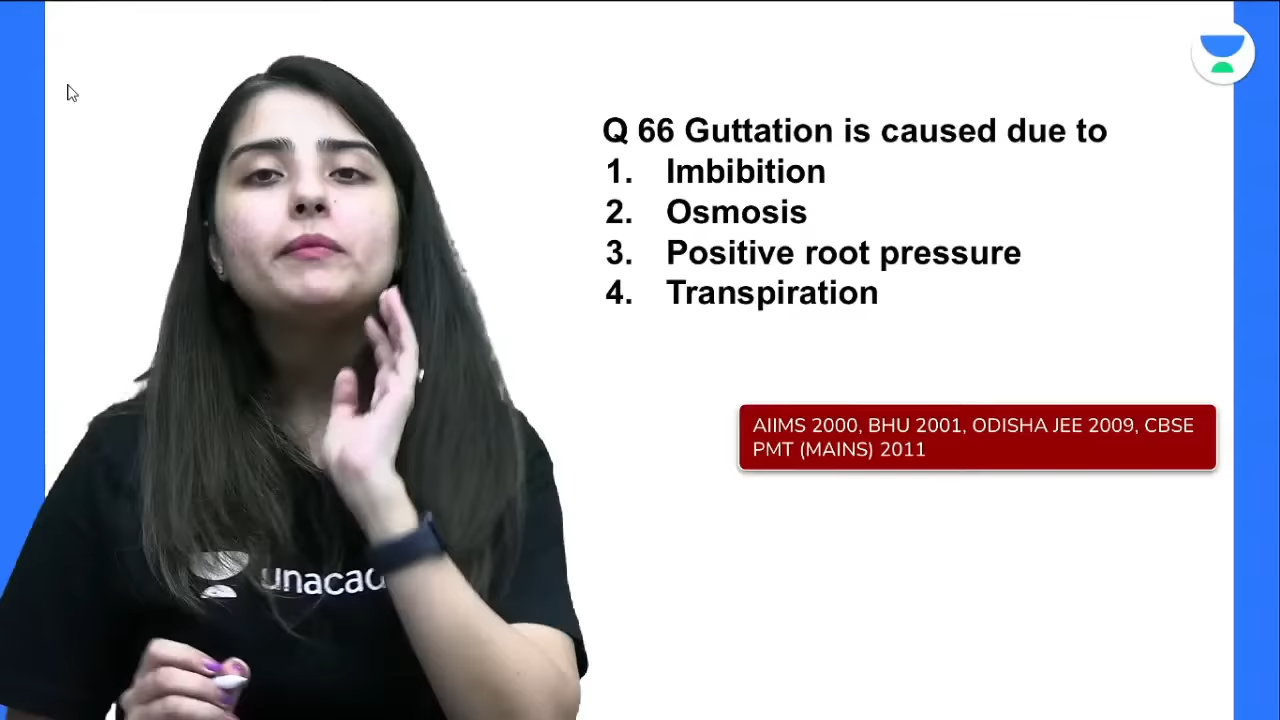 Q 66 Guttation is caused due to
1. Imbibition
2. Osmosis
3. Positive root pressure
4. Transpiration
AIIMS 2000, BHU 2001, ODISHA JEE 2009, CBSE
PMT (MAINS) 2011
unacad